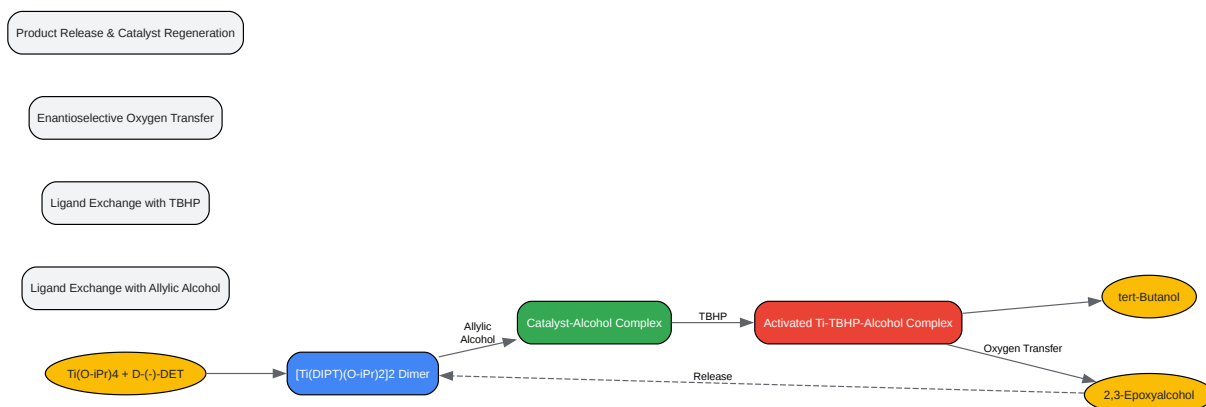 Product Release & Catalyst Regeneration
Enantioselective Oxygen Transfer
Ligand Exchange with TBHP
Ligand Exchange with Allylic Alcohol
Ti(O-iPr)4 + D-(-)-DET
[Ti(DIPT)(O-iPr)2]2 Dimer
Allylic
Alcohol
Catalyst-Alcohol Complex
TBHP
Activated Ti-TBHP-Alcohol Complex
tert-Butanol
Oxygen Transfer
2,3-Epoxyalcohol
Release